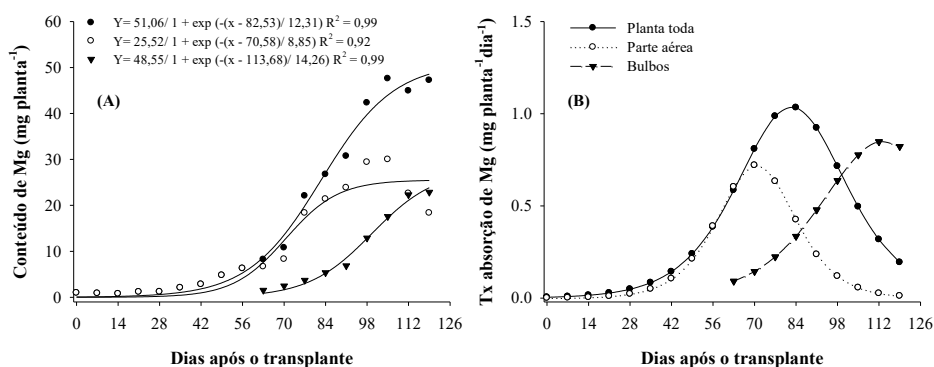 Y= 51,06/ 1 + exp (-(x - 82,53)/ 12,31) R² = 0,99
Y= 25,52/ 1 + exp (-(x - 70,58)/ 8,85) R² = 0,92
Y= 48,55/ 1 + exp (-(x - 113,68)/ 14,26) R² = 0,99
(A)
Conteúdo de Mg (mg planta⁻¹)
60
50
40
30
20
10
0
0 14 28 42 56 70 84 98 112 126
Dias após o transplante
Planta toda
Parte aérea
Bulbos
(B)
Tx absorção de Mg (mg planta⁻¹dia⁻¹)
1.5
1.0
0.5
0.0
0 14 28 42 56 70 84 98 112 126
Dias após o transplante